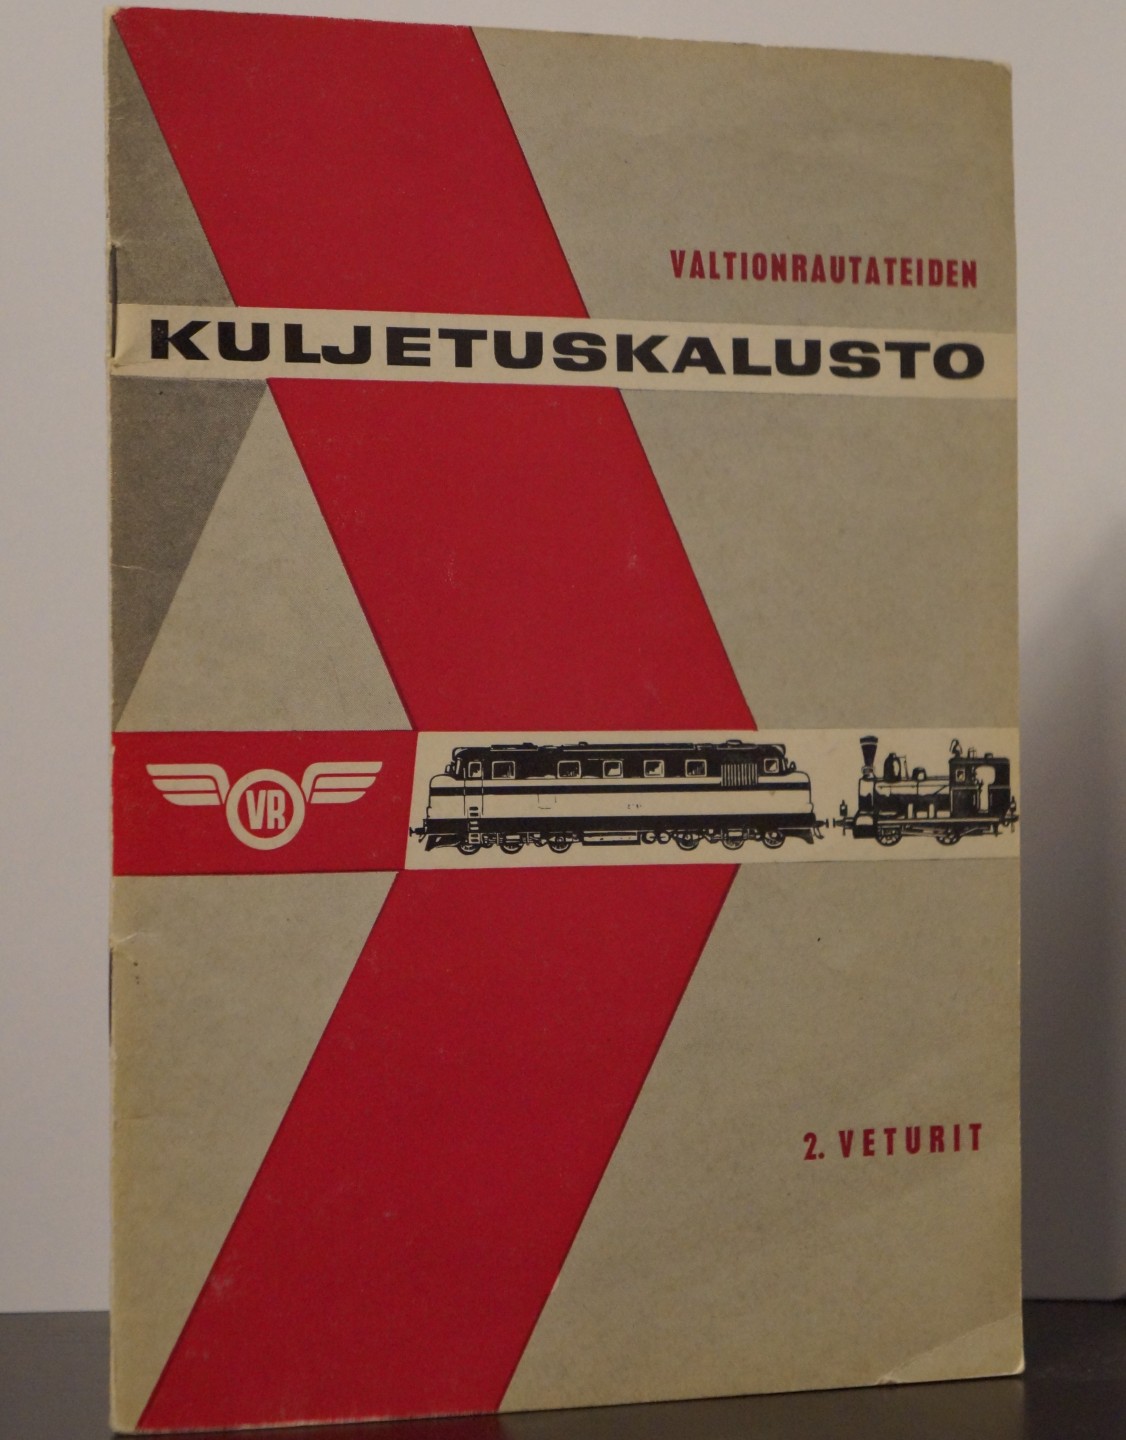 VALTIONRAUTATEIDEN
KULJETUSKALUSTO
VR
2. VETURIT